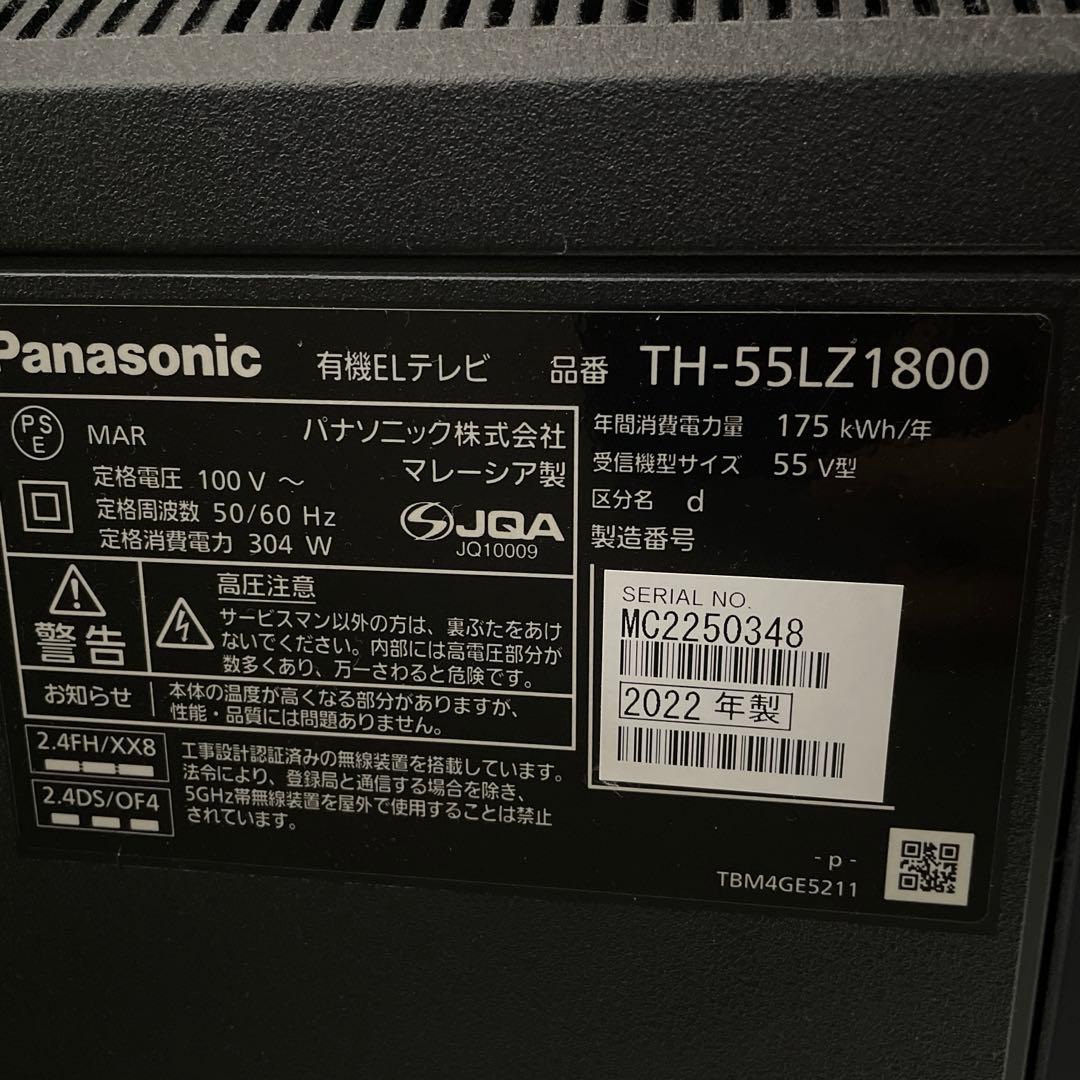 Panasonic 有機ELテレビ 品番 TH-55LZ1800
PS
E
MAR
パナソニック株式会社
マレーシア製
定格電圧 100 V ～
定格周波数 50/60 Hz
定格消費電力 304 W
JQA
JQ10009
年間消費電力量 175 kWh/年
受信機型サイズ 55 V型
区分名 d
製造番号
SERIAL NO.
MC2250348
2022 年製
警告
高圧注意
サービスマン以外の方は、裏ぶたをあけ
ないでください。内部には高電圧部分が
数多くあり、万一さわると危険です。
お知らせ
本体の温度が高くなる部分がありますが、
性能・品質には問題ありません。
2.4FH/XX8
2.4DS/OF4
工事設計認証済みの無線装置を搭載しています。
法令により、登録局と通信する場合を除き、
5GHz帯無線装置を屋外で使用することは禁止
されています。
- p -
TBM4GE5211